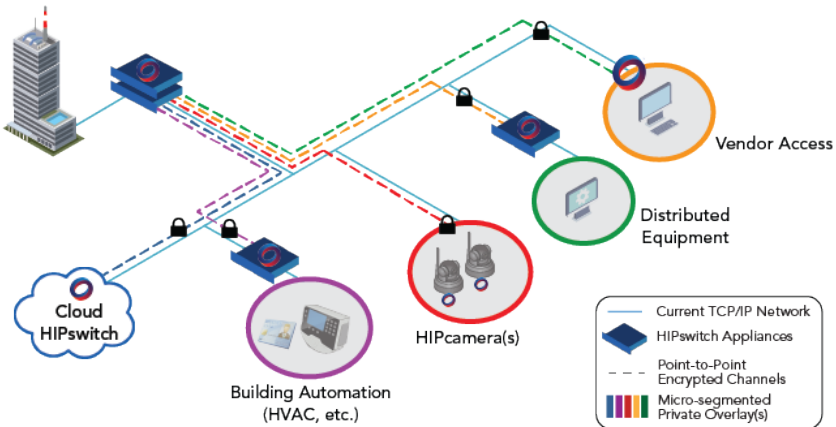 Vendor Access
Distributed
Equipment
Cloud
HIPswitch
HIPcamera(s)
Building Automation
(HVAC, etc.)
Current TCP/IP Network
HIPswitch Appliances
Point-to-Point
Encrypted Channels
Micro-segmented
Private Overlay(s)